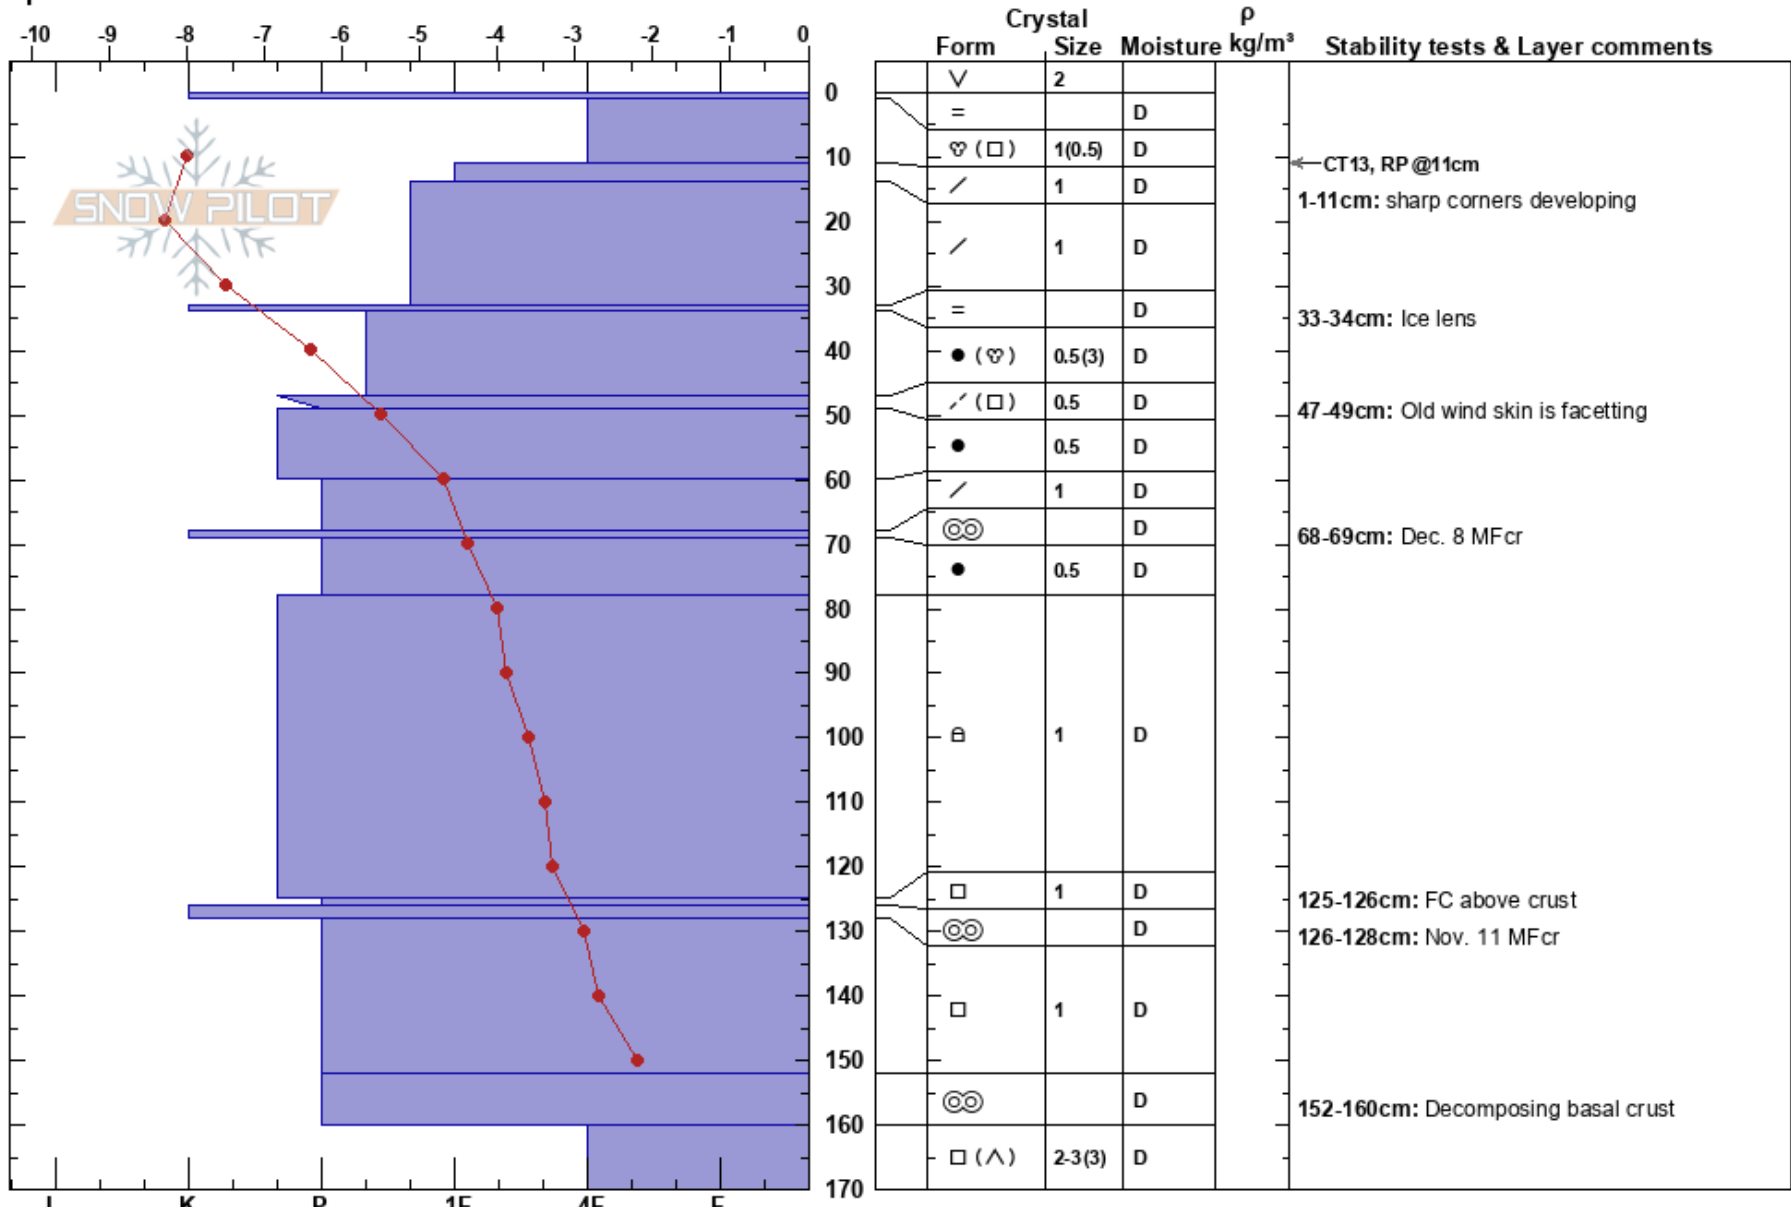 -10 -9 -8 -7 -6 -5 -4 -3 -2 -1 0
Crystal ρ
Form Size Moisture kg/m³ Stability tests & Layer comments
SNOW PILOT
V 2
0
= D
1(0.5) D
10
CT13, RP @11cm
/ 1 D
1-11cm: sharp corners developing
20
/ 1 D
30
= D
33-34cm: Ice lens
40
0.5(3) D
0.5 D
47-49cm: Old wind skin is facetting
50
0.5 D
60
/ 1 D
D
68-69cm: Dec. 8 MFcr
70
0.5 D
80
90
100
1 D
110
120
1 D
125-126cm: FC above crust
130
D
126-128cm: Nov. 11 MFcr
140
1 D
150
D
152-160cm: Decomposing basal crust
160
2-3(3) D
170
I K P 1F 4F F